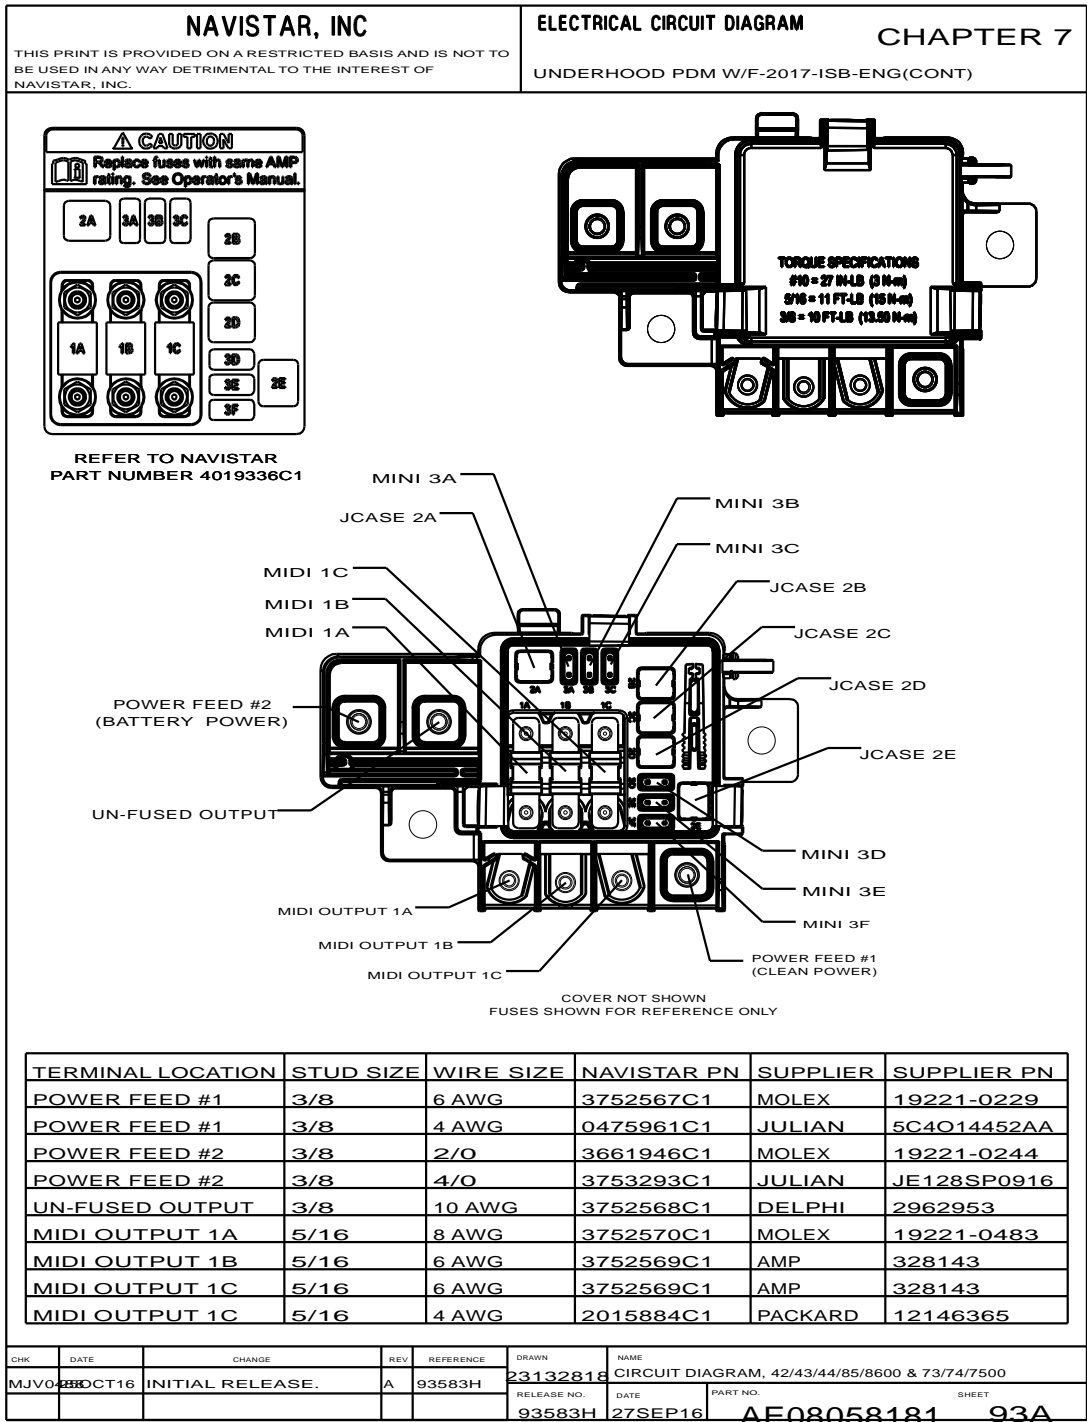 NAVISTAR, INC
THIS PRINT IS PROVIDED ON A RESTRICTED BASIS AND IS NOT TO
BE USED IN ANY WAY DETRIMENTAL TO THE INTEREST OF
NAVISTAR, INC.
ELECTRICAL CIRCUIT DIAGRAM
CHAPTER 7
UNDERHOOD PDM W/F-2017-ISB-ENG(CONT)
CAUTION
Replace fuses with same AMP
rating. See Operator's Manual.
2A 3A 3B 3C
2B
2C
2D
1A 1B 1C
3D
3E 2E
3F
REFER TO NAVISTAR
PART NUMBER 4019336C1
TORQUE SPECIFICATIONS
#10 = 27 IN-LB (3 N-m)
5/16 = 11 FT-LB (15 N-m)
3/8 = 10 FT-LB (13.50 N-m)
MINI 3A
JCASE 2A
MIDI 1C
MIDI 1B
MIDI 1A
MINI 3B
MINI 3C
JCASE 2B
JCASE 2C
JCASE 2D
JCASE 2E
2A 3A 3B 3C
1A 1B 1C
POWER FEED #2
(BATTERY POWER)
UN-FUSED OUTPUT
MINI 3D
MINI 3E
MINI 3F
MIDI OUTPUT 1A
MIDI OUTPUT 1B
MIDI OUTPUT 1C
POWER FEED #1
(CLEAN POWER)
COVER NOT SHOWN
FUSES SHOWN FOR REFERENCE ONLY
TERMINAL LOCATION STUD SIZE WIRE SIZE NAVISTAR PN SUPPLIER SUPPLIER PN
POWER FEED #1 3/8 6 AWG 3752567C1 MOLEX 19221-0229
POWER FEED #1 3/8 4 AWG 0475961C1 JULIAN 5C4O14452AA
POWER FEED #2 3/8 2/0 3661946C1 MOLEX 19221-0244
POWER FEED #2 3/8 4/0 3753293C1 JULIAN JE128SP0916
UN-FUSED OUTPUT 3/8 10 AWG 3752568C1 DELPHI 2962953
MIDI OUTPUT 1A 5/16 8 AWG 3752570C1 MOLEX 19221-0483
MIDI OUTPUT 1B 5/16 6 AWG 3752569C1 AMP 328143
MIDI OUTPUT 1C 5/16 6 AWG 3752569C1 AMP 328143
MIDI OUTPUT 1C 5/16 4 AWG 2015884C1 PACKARD 12146365
CHK DATE CHANGE REV REFERENCE DRAWN NAME
INITIAL RELEASE. A 93583H 23132818 CIRCUIT DIAGRAM, 42/43/44/85/8600 & 73/74/7500
RELEASE NO. DATE PART NO. SHEET
93583H 27SEP16 AE08058181 93A